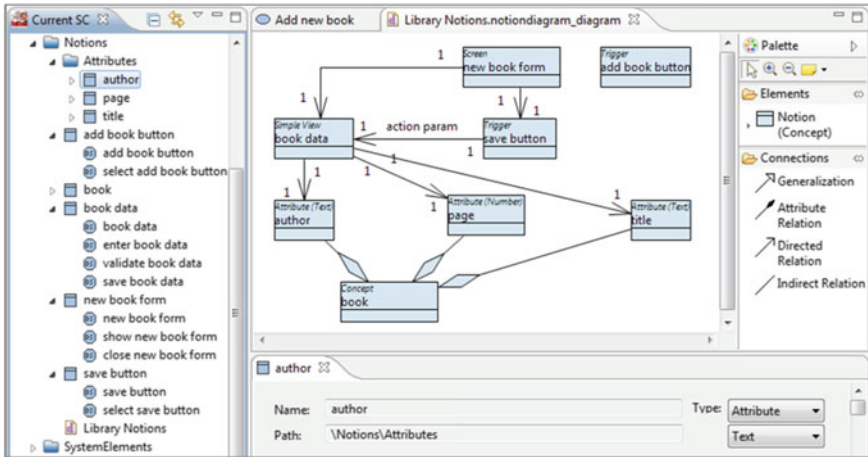 Current SC
Notions
Attributes
author
page
title
add book button
add book button
select add book button
book
book data
book data
enter book data
validate book data
save book data
new book form
new book form
show new book form
close new book form
save button
save button
select save button
Library Notions
SystemElements
Add new book
Library Notions.notiondiagram_diagram
Screen
new book form
Trigger
add book button
1
1
1
1
Simple View
book data
1
action param
1
Trigger
save button
1
1
1
1
1
1
1
1
Attribute (Text)
author
Attribute (Number)
page
Attribute (Text)
title
Concept
book
Palette
Elements
Notion
(Concept)
Connections
Generalization
Attribute
Relation
Directed
Relation
Indirect Relation
author
Name: author
Type: Attribute
Path: \Notions\Attributes
Text